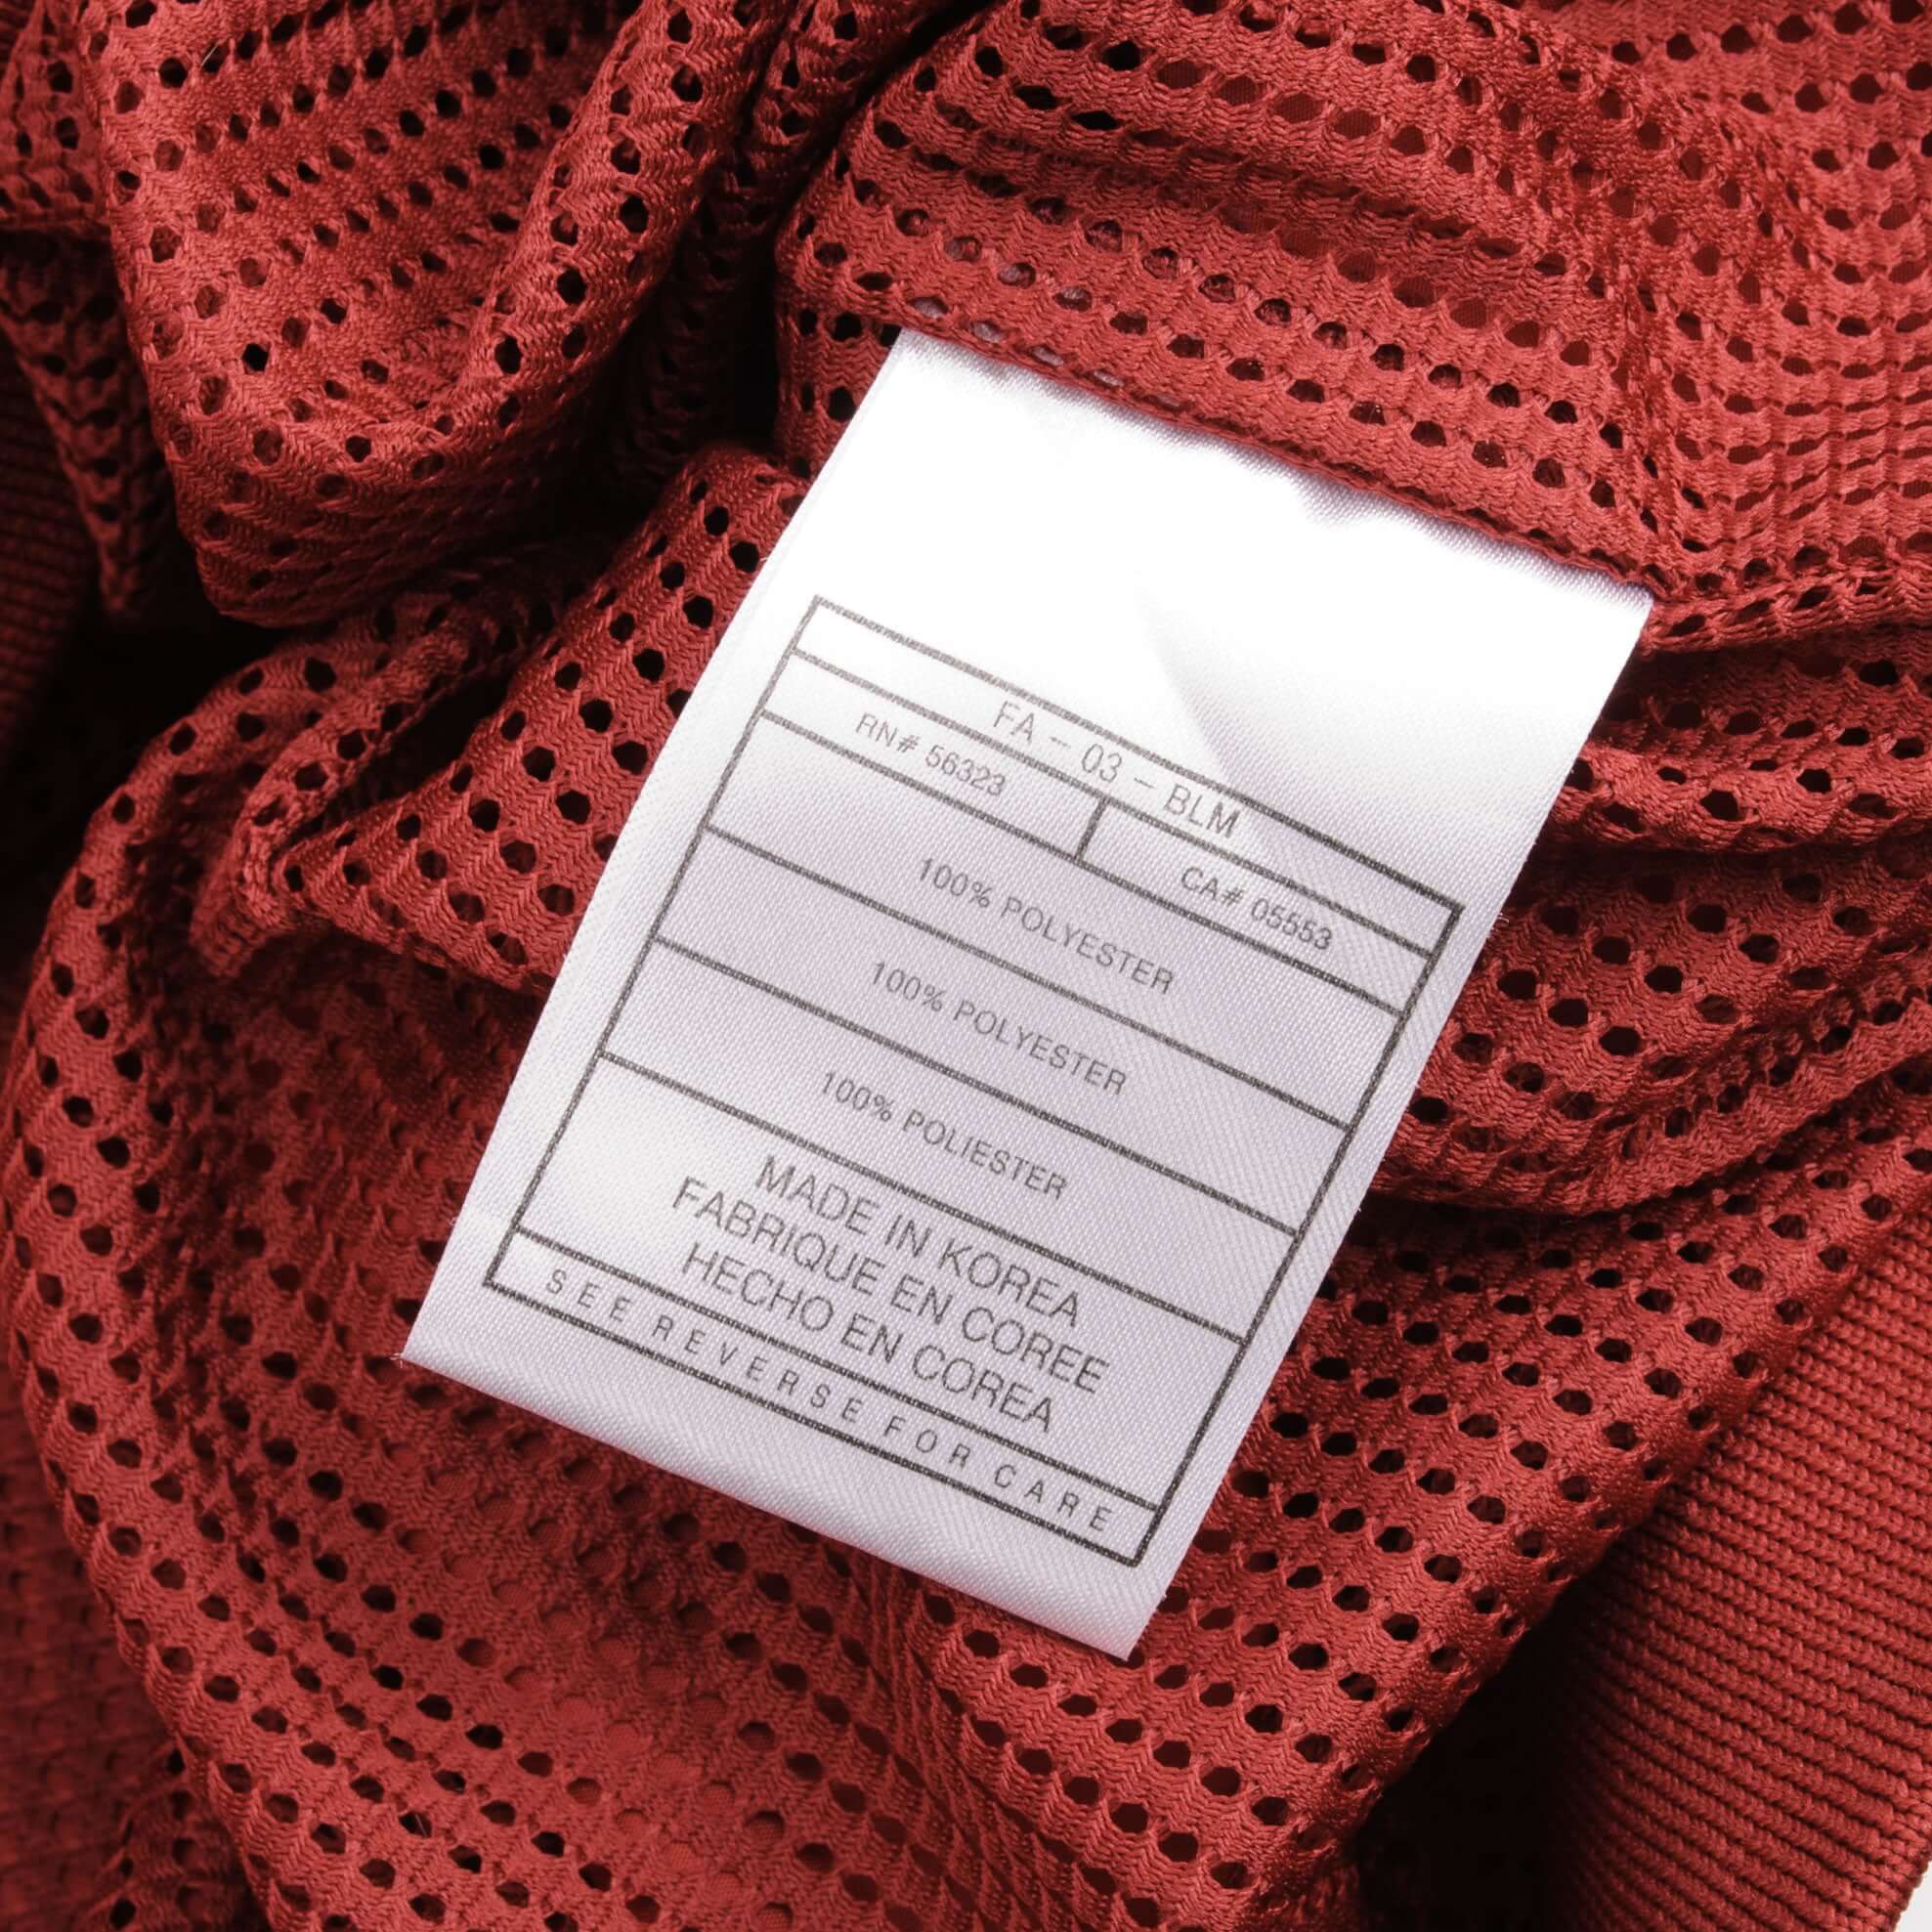 FA - 03 - BLM
RN# 56323
CA# 05553
100% POLYESTER
100% POLYESTER
100% POLIESTER
MADE IN KOREA
FABRIQUE EN COREE
HECHO EN COREA
SEE REVERSE FOR CARE